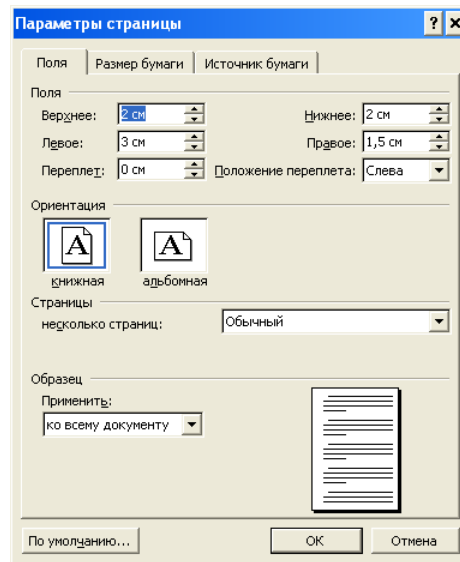 Параметры страницы
Поля Размер бумаги Источник бумаги
Поля
Верхнее: 2 см Нижнее: 2 см
Левое: 3 см Правое: 1,5 см
Переплет: 0 см Положение переплета: Слева
Ориентация
A A
книжная альбомная
Страницы
несколько страниц: Обычный
Образец
Применить:
ко всему документу
По умолчанию... ОК Отмена